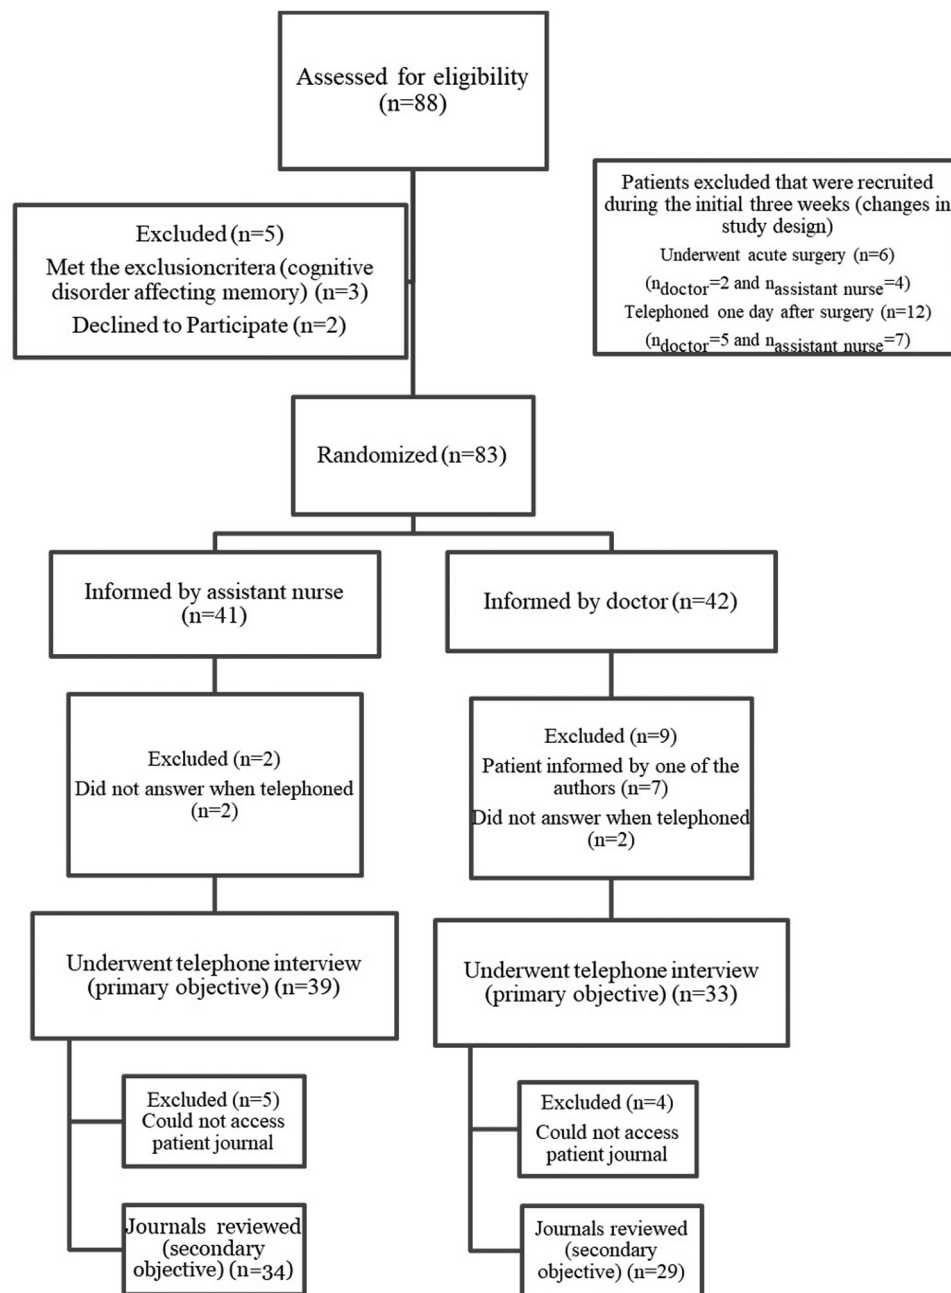 Assessed for eligibility
(n=88)
Patients excluded that were recruited
during the initial three weeks (changes in
study design)
Underwent acute surgery (n=6)
(ndoctor=2 and nassistant nurse=4)
Telephoned one day after surgery (n=12)
(ndoctor=5 and nassistant nurse=7)
Excluded (n=5)
Met the exclusioncritera (cognitive
disorder affecting memory) (n=3)
Declined to Participate (n=2)
Randomized (n=83)
Informed by assistant nurse
(n=41)
Informed by doctor (n=42)
Excluded (n=2)
Did not answer when telephoned
(n=2)
Excluded (n=9)
Patient informed by one of the
authors (n=7)
Did not answer when telephoned
(n=2)
Underwent telephone interview
(primary objective) (n=39)
Underwent telephone interview
(primary objective) (n=33)
Excluded (n=5)
Could not access
patient journal
Excluded (n=4)
Could not access
patient journal
Journals reviewed
(secondary
objective) (n=34)
Journals reviewed
(secondary
objective) (n=29)